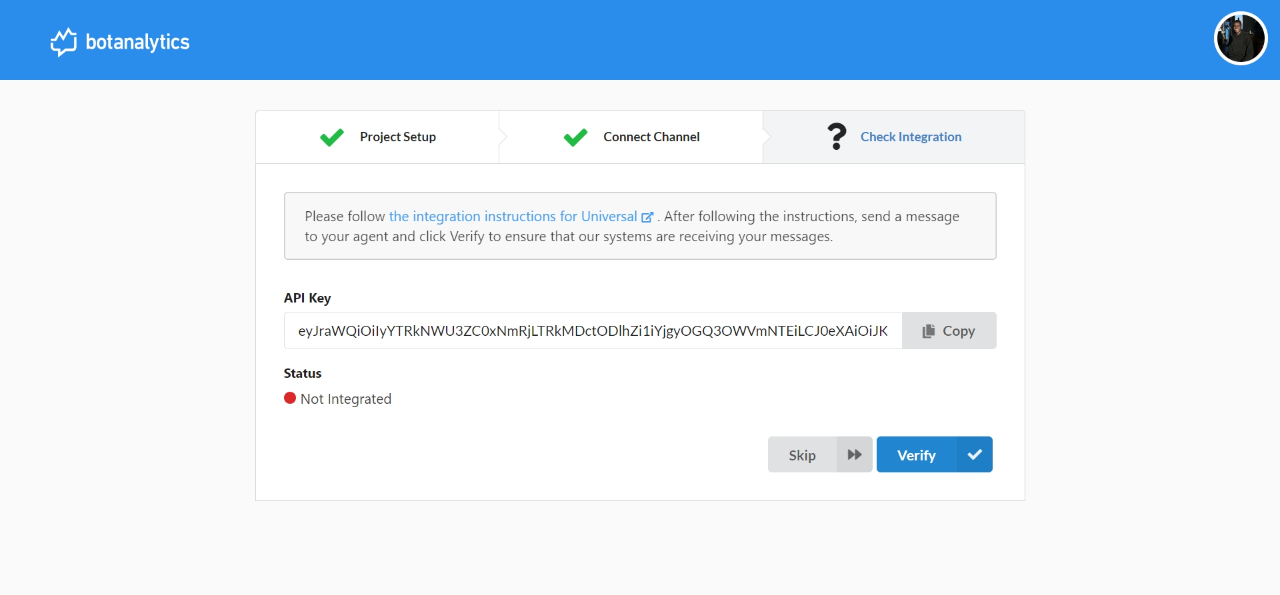 botanalytics
Project Setup
Connect Channel
Check Integration
Please follow the integration instructions for Universal . After following the instructions, send a message
to your agent and click Verify to ensure that our systems are receiving your messages.
API Key
eyJraWQiOiIyYTRkNWU3ZC0xNmRjLTRkMDctODlhZi1iYjgyOGQ3OWVmNTEiLCJ0eXAiOiJK
Copy
Status
Not Integrated
Skip
Verify